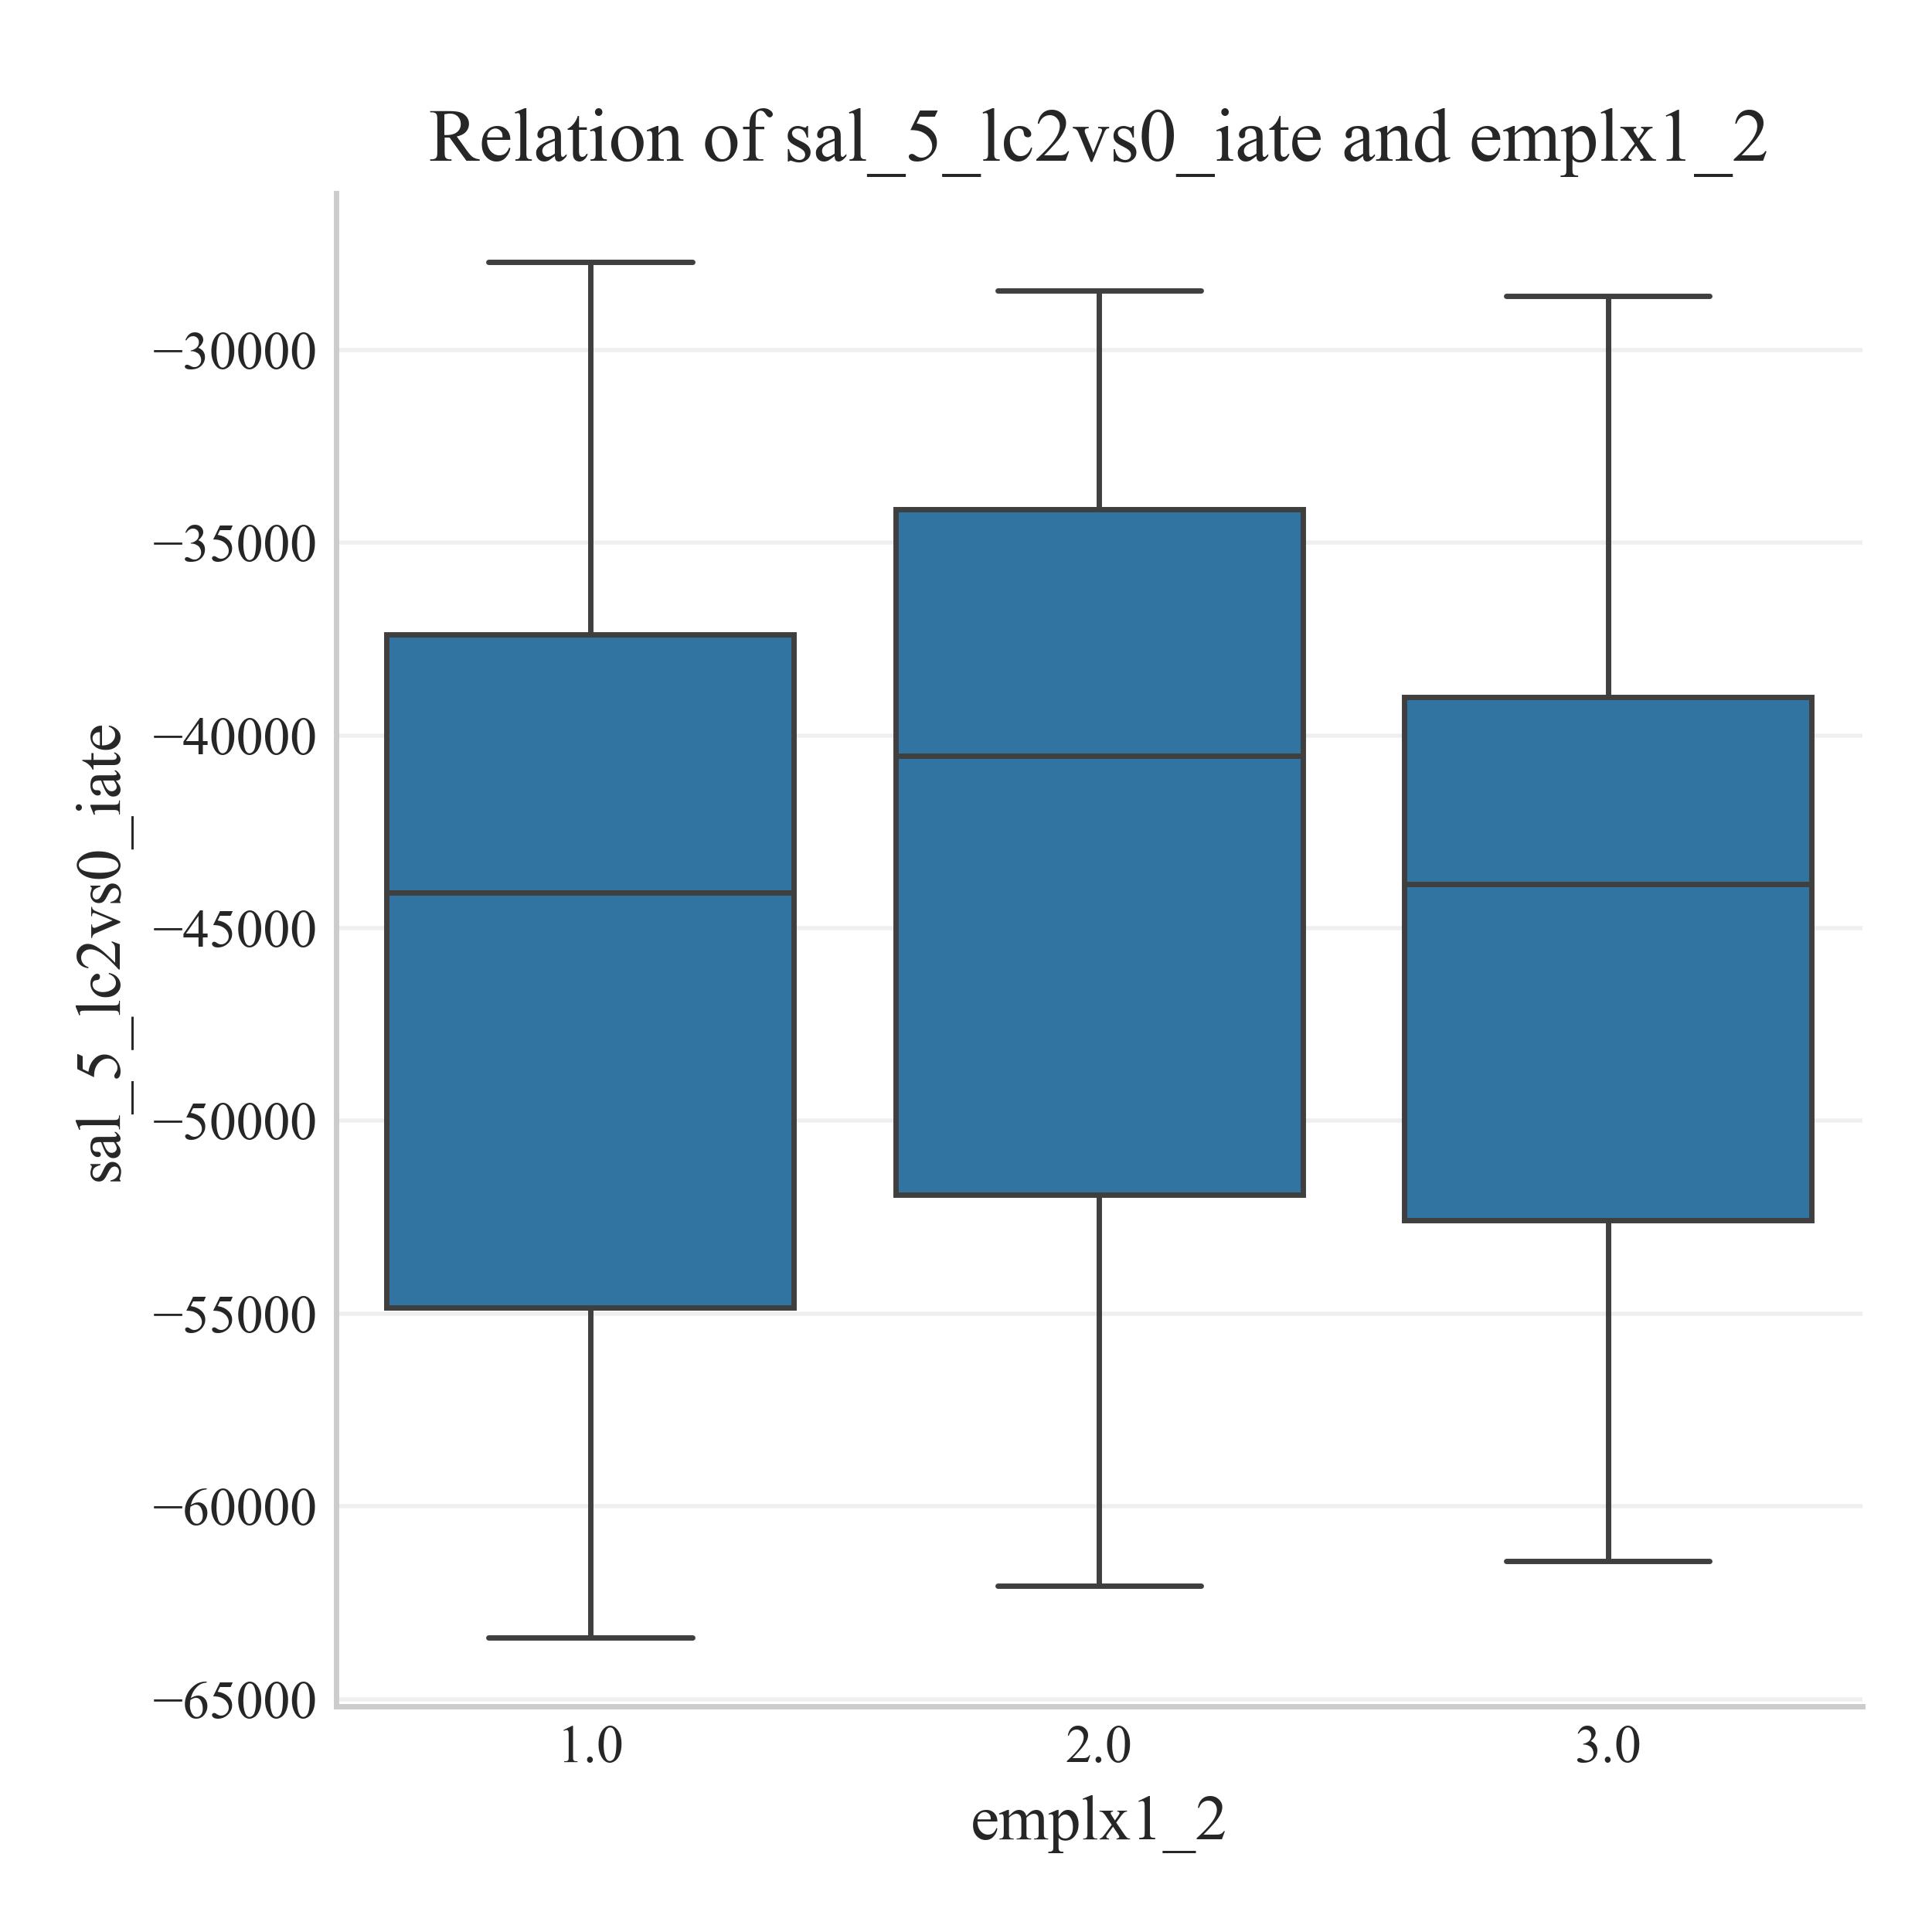 Relation of sal_5_lc2vs0_iate and emplx1_2
sal_5_lc2vs0_iate
−30000
−35000
−40000
−45000
−50000
−55000
−60000
−65000
1.0 2.0 3.0
emplx1_2